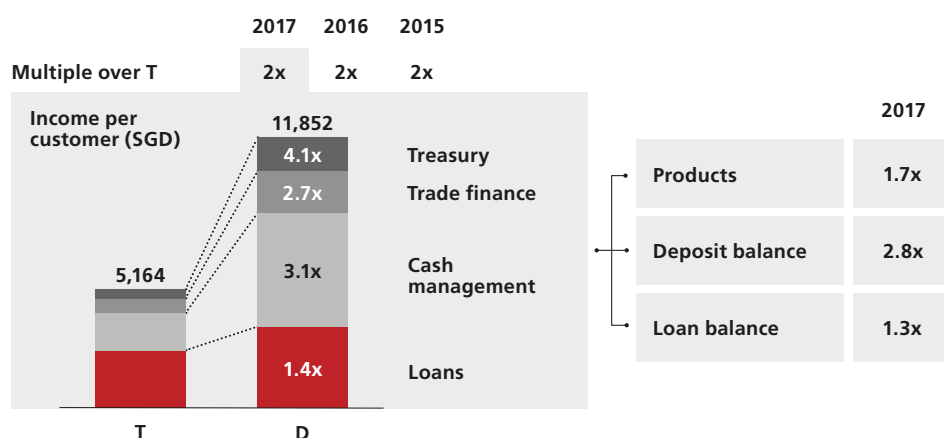 2017 2016 2015
Multiple over T 2x 2x 2x
Income per
customer (SGD)
11,852
4.1x Treasury
2.7x Trade finance
5,164
3.1x Cash
management
1.4x Loans
T D
2017
Products 1.7x
Deposit balance 2.8x
Loan balance 1.3x